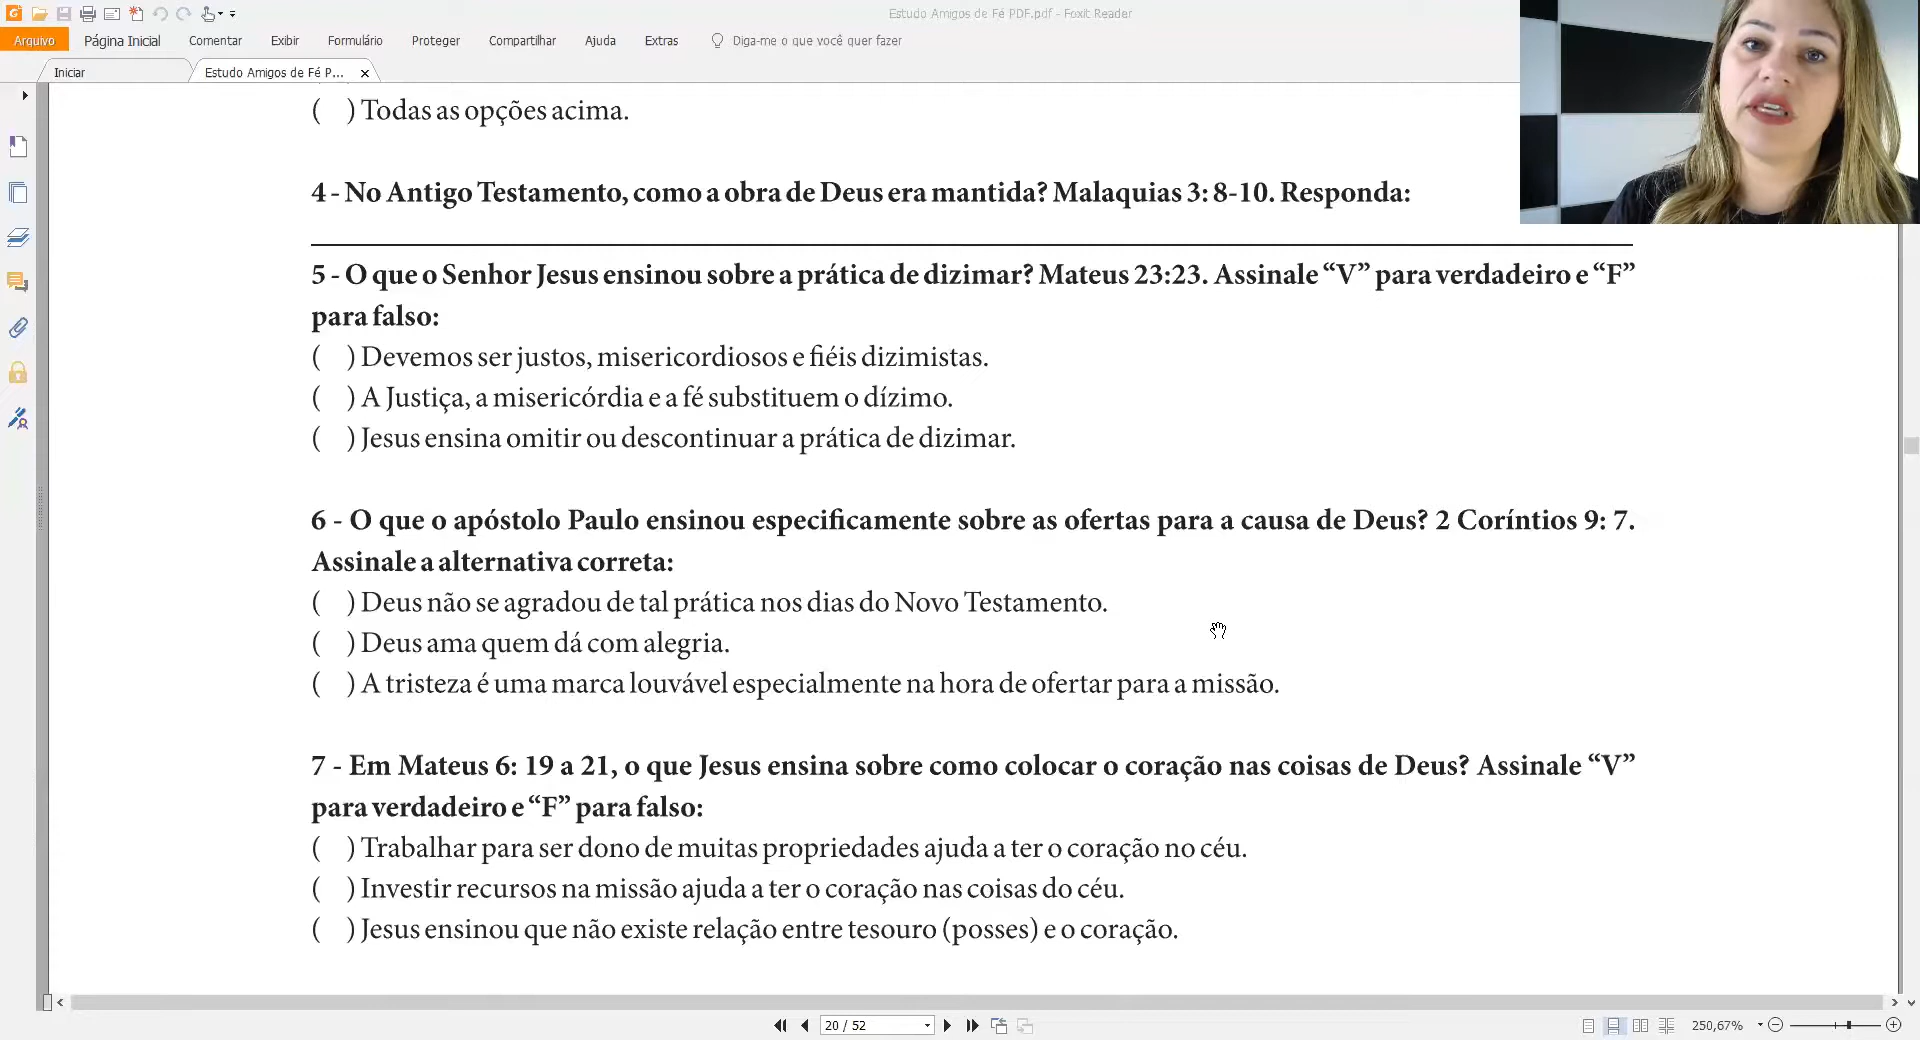 Estudo Amigos de Fé PDF.pdf - Foxit Reader
Arquivo Página Inicial Comentar Exibir Formulário Proteger Compartilhar Ajuda Extras Diga-me o que você quer fazer
Iniciar Estudo Amigos de Fé P...
( ) Todas as opções acima.
4 - No Antigo Testamento, como a obra de Deus era mantida? Malaquias 3: 8-10. Responda:
5 - O que o Senhor Jesus ensinou sobre a prática de dizimar? Mateus 23:23. Assinale “V” para verdadeiro e “F”
para falso:
( ) Devemos ser justos, misericordiosos e fiéis dizimistas.
( ) A Justiça, a misericórdia e a fé substituem o dízimo.
( ) Jesus ensina omitir ou descontinuar a prática de dizimar.
6 - O que o apóstolo Paulo ensinou especificamente sobre as ofertas para a causa de Deus? 2 Coríntios 9: 7.
Assinale a alternativa correta:
( ) Deus não se agradou de tal prática nos dias do Novo Testamento.
( ) Deus ama quem dá com alegria.
( ) A tristeza é uma marca louvável especialmente na hora de ofertar para a missão.
7 - Em Mateus 6: 19 a 21, o que Jesus ensina sobre como colocar o coração nas coisas de Deus? Assinale “V”
para verdadeiro e “F” para falso:
( ) Trabalhar para ser dono de muitas propriedades ajuda a ter o coração no céu.
( ) Investir recursos na missão ajuda a ter o coração nas coisas do céu.
( ) Jesus ensinou que não existe relação entre tesouro (posses) e o coração.
20 / 52 250,67%